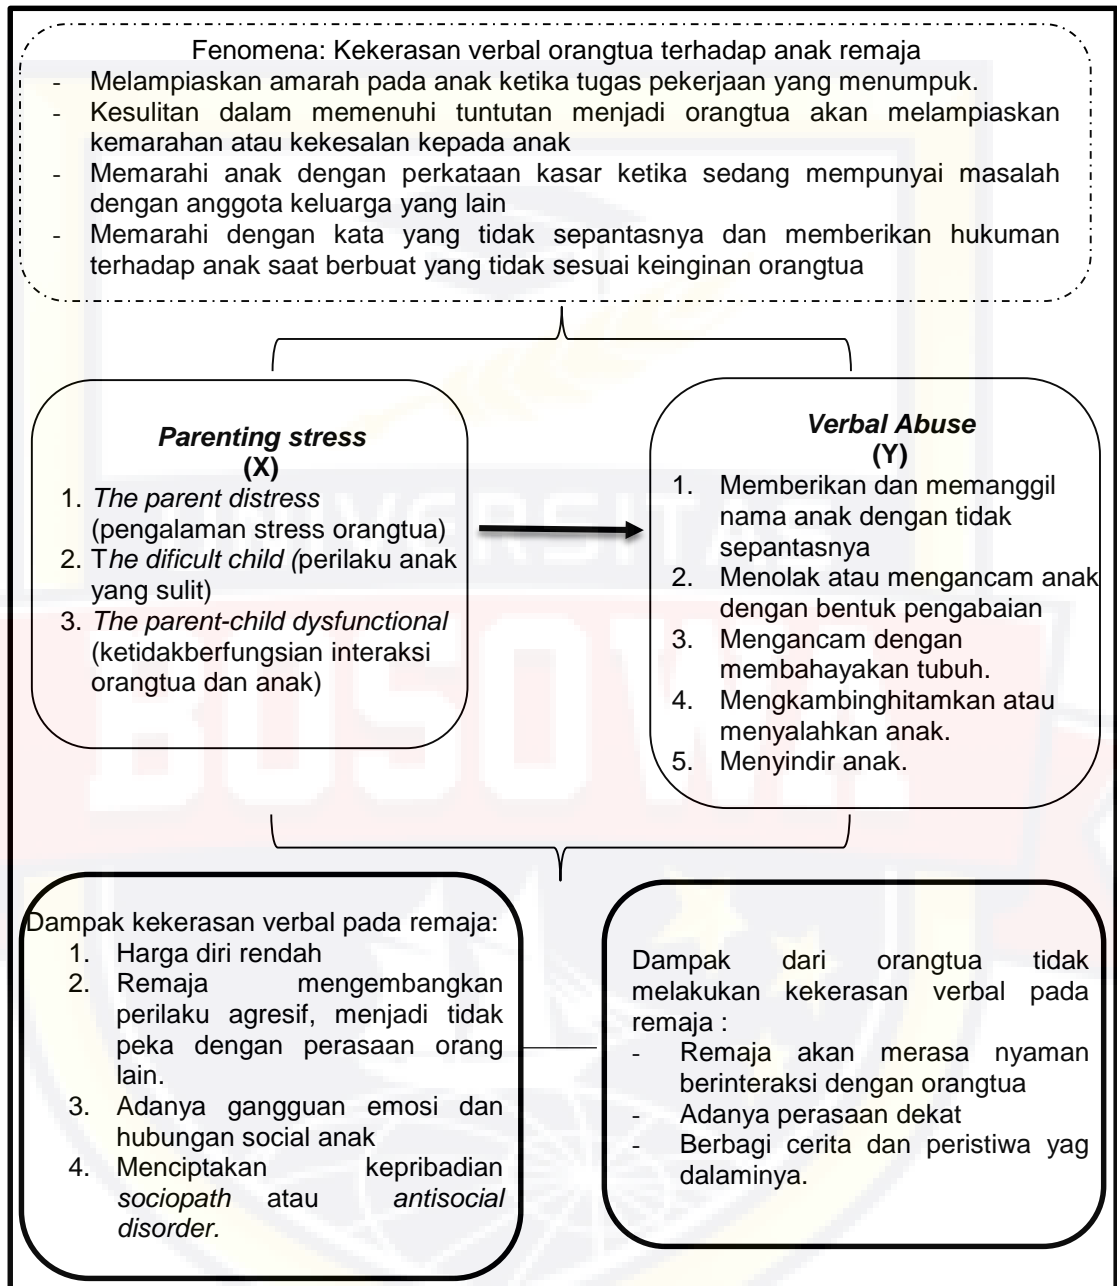 Fenomena: Kekerasan verbal orangtua terhadap anak remaja
- Melampiaskan amarah pada anak ketika tugas pekerjaan yang menumpuk.
- Kesulitan dalam memenuhi tuntutan menjadi orangtua akan melampiaskan
kemarahan atau kekesalan kepada anak
- Memarahi anak dengan perkataan kasar ketika sedang mempunyai masalah
dengan anggota keluarga yang lain
- Memarahi dengan kata yang tidak sepantasnya dan memberikan hukuman
terhadap anak saat berbuat yang tidak sesuai keinginan orangtua
Parenting stress
(X)
1. The parent distress
(pengalaman stress orangtua)
2. The dificult child (perilaku anak
yang sulit)
3. The parent-child dysfunctional
(ketidakberfungsian interaksi
orangtua dan anak)
Verbal Abuse
(Y)
1. Memberikan dan memanggil
nama anak dengan tidak
sepantasnya
2. Menolak atau mengancam anak
dengan bentuk pengabaian
3. Mengancam dengan
membahayakan tubuh.
4. Mengkambinghitamkan atau
menyalahkan anak.
5. Menyindir anak.
UNIVERSITAS
BOSOWA
Dampak kekerasan verbal pada remaja:
1. Harga diri rendah
2. Remaja mengembangkan
perilaku agresif, menjadi tidak
peka dengan perasaan orang
lain.
3. Adanya gangguan emosi dan
hubungan social anak
4. Menciptakan kepribadian
sociopath atau antisocial
disorder.
Dampak dari orangtua tidak
melakukan kekerasan verbal pada
remaja :
- Remaja akan merasa nyaman
berinteraksi dengan orangtua
- Adanya perasaan dekat
- Berbagi cerita dan peristiwa yag
dalaminya.